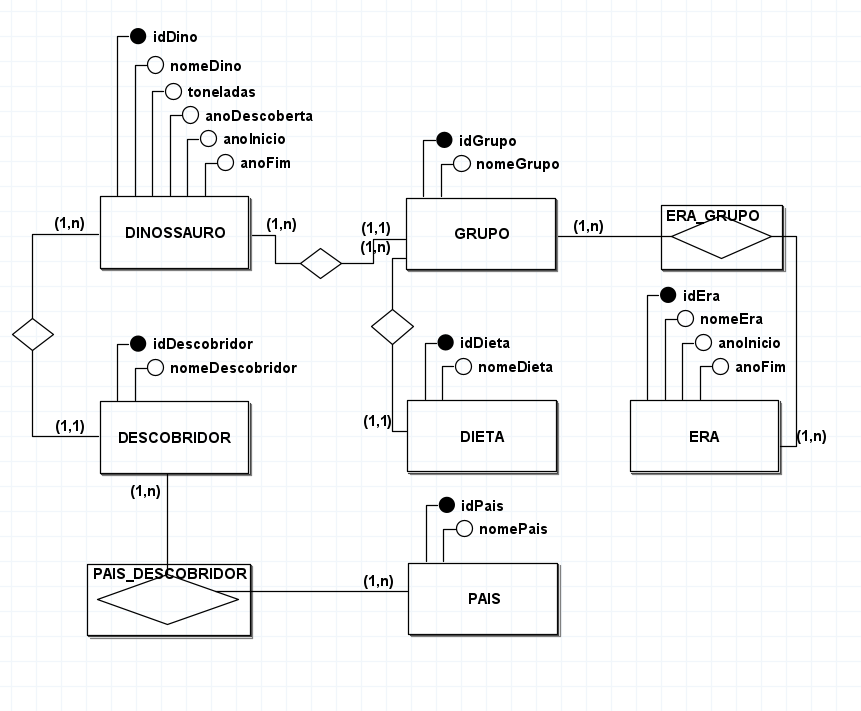 idDino
nomeDino
toneladas
anoDescoberta
anoInicio
anoFim
idGrupo
nomeGrupo
(1,n)
DINOSSAURO
(1,n)
(1,1)
(1,n)
GRUPO
(1,n)
ERA_GRUPO
idEra
nomeEra
anoInicio
anoFim
idDescobridor
nomeDescobridor
idDieta
nomeDieta
(1,1)
DESCOBRIDOR
(1,1)
DIETA
ERA
(1,n)
(1,n)
idPais
nomePais
PAIS_DESCOBRIDOR
(1,n)
PAIS